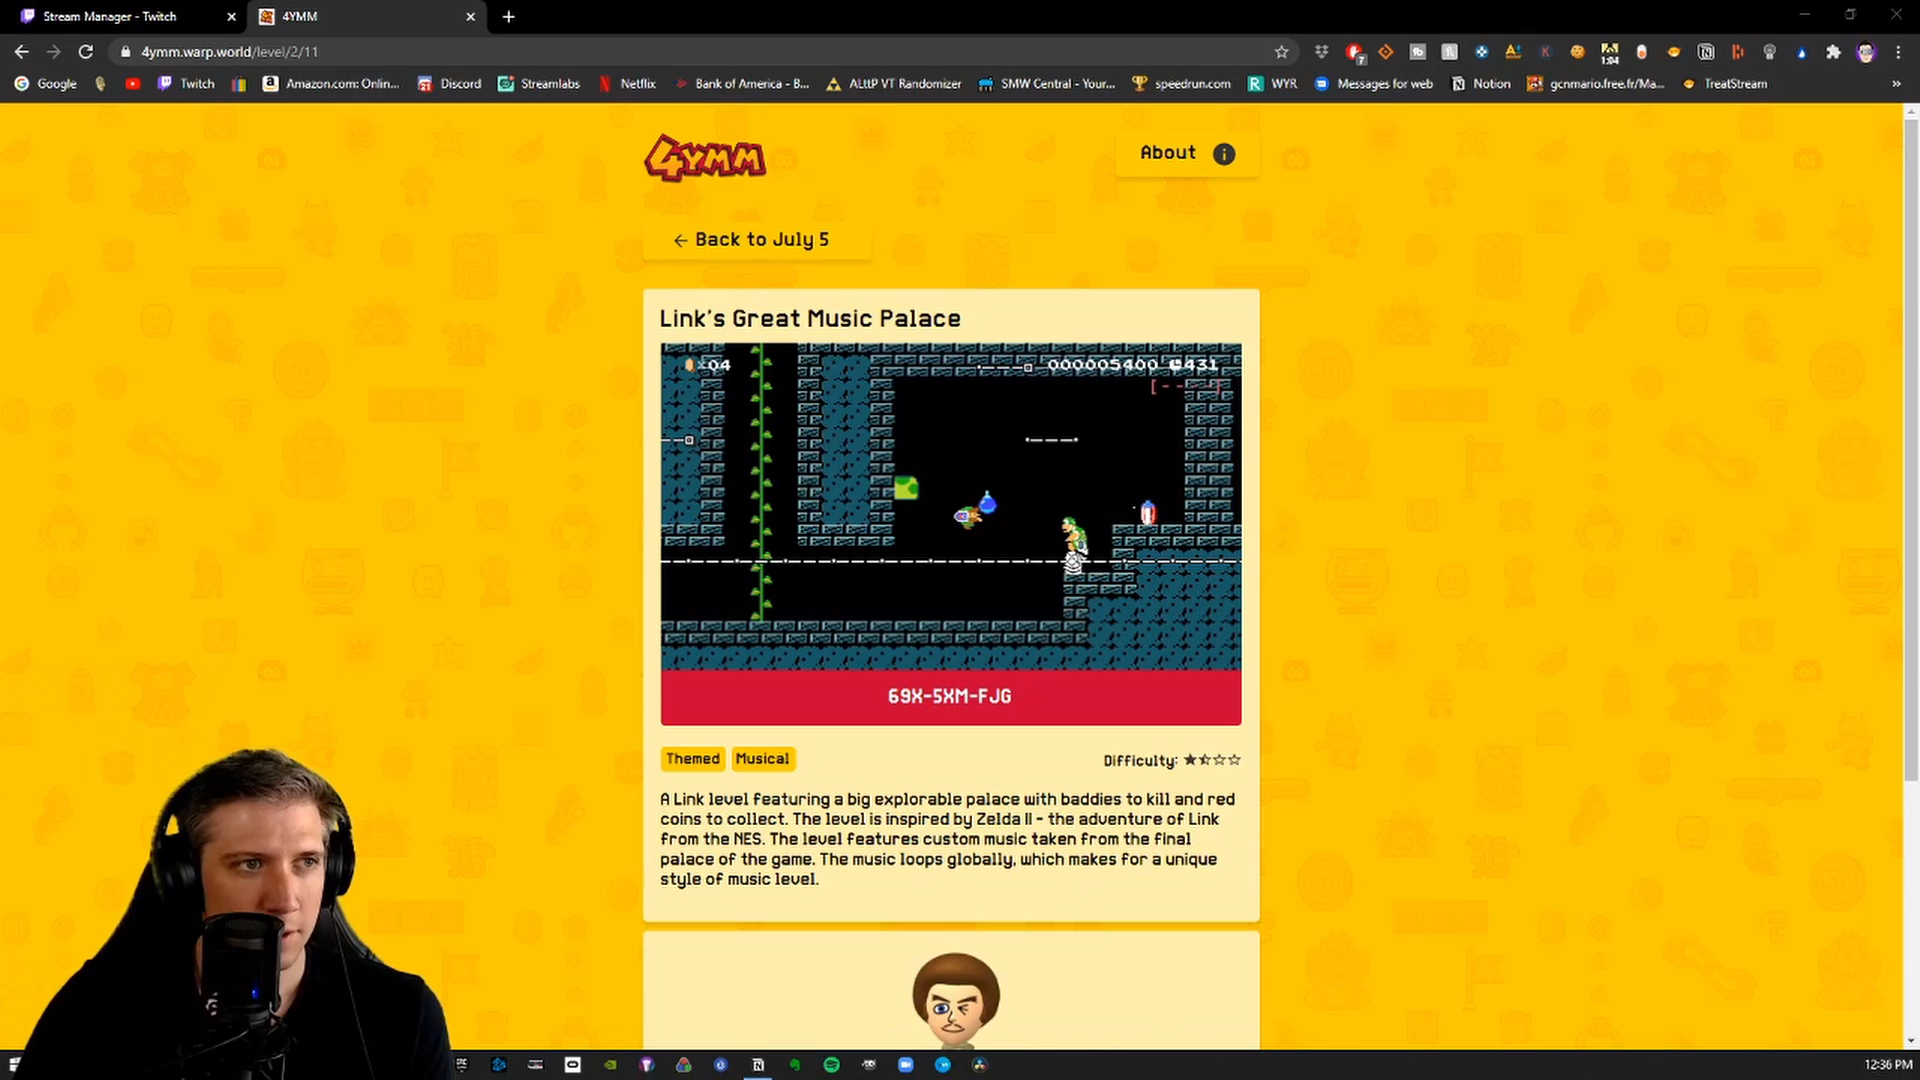 Stream Manager - Twitch
4YMM
4ymm.warp.world/level/2/11
7
1:04
Google
Twitch
Amazon.com: Onlin...
Discord
Streamlabs
Netflix
Bank of America - B...
ALttP VT Randomizer
SMW Central - Your...
speedrun.com
WYR
Messages for web
Notion
gcnmario.free.fr/Ma...
TreatStream
»
4YMM
About
← Back to July 5
Link's Great Music Palace
×04
000005400
431
69X-5XM-FJG
Themed
Musical
Difficulty:
A Link level featuring a big explorable palace with baddies to kill and red
coins to collect. The level is inspired by Zelda II - the adventure of Link
from the NES. The level features custom music taken from the final
palace of the game. The music loops globally, which makes for a unique
style of music level.
12:36 PM